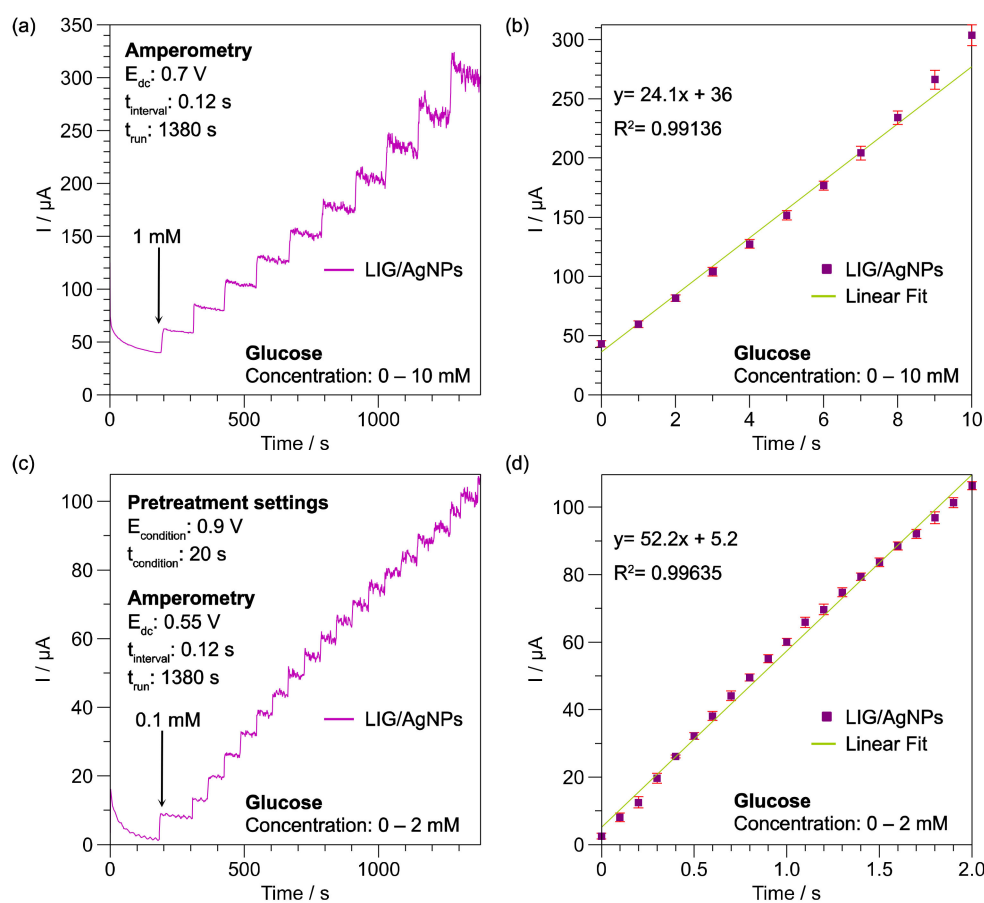 (a)
Amperometry
E_dc: 0.7 V
t_interval: 0.12 s
t_run: 1380 s
1 mM
LIG/AgNPs
Glucose
Concentration: 0 – 10 mM
I / µA
350
300
250
200
150
100
50
0
0 500 1000
Time / s
(b)
y= 24.1x + 36
R²= 0.99136
LIG/AgNPs
Linear Fit
Glucose
Concentration: 0 – 10 mM
I / µA
300
250
200
150
100
50
0
0 2 4 6 8 10
Time / s
(c)
Pretreatment settings
E_condition: 0.9 V
t_condition: 20 s
Amperometry
E_dc: 0.55 V
t_interval: 0.12 s
t_run: 1380 s
0.1 mM
LIG/AgNPs
Glucose
Concentration: 0 – 2 mM
I / µA
100
80
60
40
20
0
0 500 1000
Time / s
(d)
y= 52.2x + 5.2
R²= 0.99635
LIG/AgNPs
Linear Fit
Glucose
Concentration: 0 – 2 mM
I / µA
100
80
60
40
20
0
0.0 0.5 1.0 1.5 2.0
Time / s